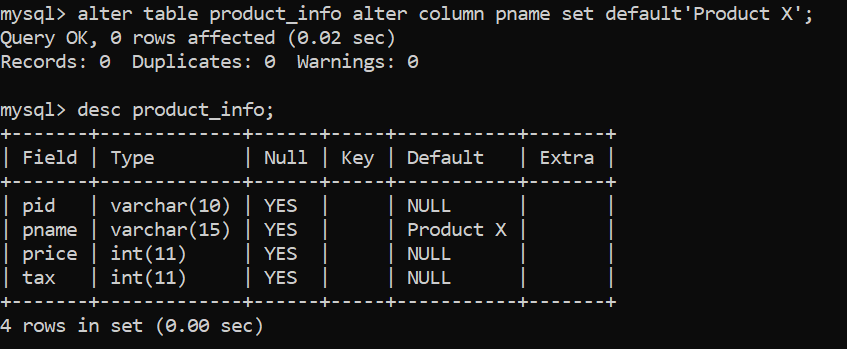 mysql> alter table product_info alter column pname set default'Product X';
Query OK, 0 rows affected (0.02 sec)
Records: 0  Duplicates: 0  Warnings: 0

mysql> desc product_info;
+-------+-------------+------+-----+-----------+-------+
| Field | Type        | Null | Key | Default   | Extra |
+-------+-------------+------+-----+-----------+-------+
| pid   | varchar(10) | YES  |     | NULL      |       |
| pname | varchar(15) | YES  |     | Product X |       |
| price | int(11)     | YES  |     | NULL      |       |
| tax   | int(11)     | YES  |     | NULL      |       |
+-------+-------------+------+-----+-----------+-------+
4 rows in set (0.00 sec)